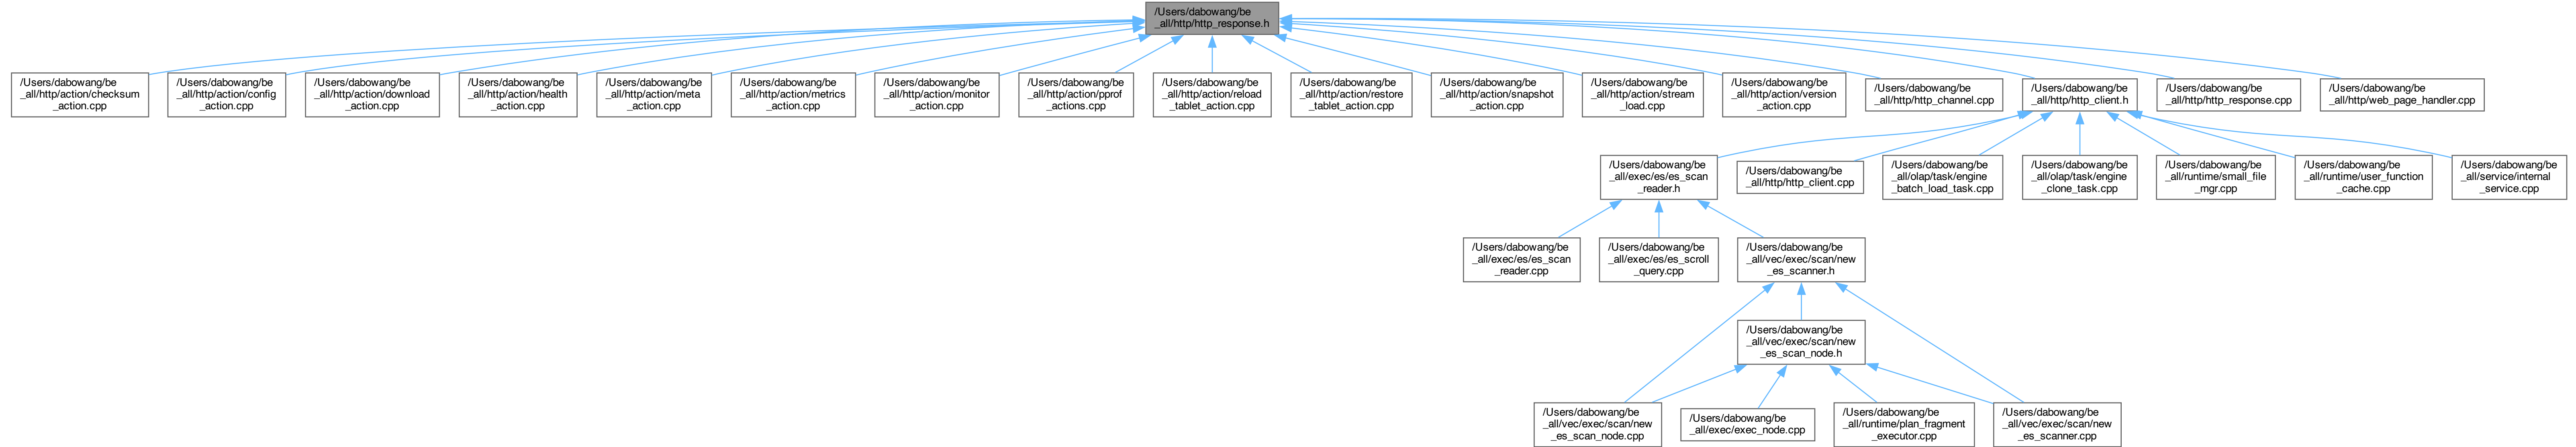 /Users/dabowang/be
_all/http/http_response.h
/Users/dabowang/be
_all/http/action/checksum
_action.cpp
/Users/dabowang/be
_all/http/action/config
_action.cpp
/Users/dabowang/be
_all/http/action/download
_action.cpp
/Users/dabowang/be
_all/http/action/health
_action.cpp
/Users/dabowang/be
_all/http/action/meta
_action.cpp
/Users/dabowang/be
_all/http/action/metrics
_action.cpp
/Users/dabowang/be
_all/http/action/monitor
_action.cpp
/Users/dabowang/be
_all/http/action/pprof
_actions.cpp
/Users/dabowang/be
_all/http/action/reload
_tablet_action.cpp
/Users/dabowang/be
_all/http/action/restore
_tablet_action.cpp
/Users/dabowang/be
_all/http/action/snapshot
_action.cpp
/Users/dabowang/be
_all/http/action/stream
_load.cpp
/Users/dabowang/be
_all/http/action/version
_action.cpp
/Users/dabowang/be
_all/http/http_channel.cpp
/Users/dabowang/be
_all/http/http_client.h
/Users/dabowang/be
_all/http/http_response.cpp
/Users/dabowang/be
_all/http/web_page_handler.cpp
/Users/dabowang/be
_all/exec/es/es_scan
_reader.h
/Users/dabowang/be
_all/http/http_client.cpp
/Users/dabowang/be
_all/olap/task/engine
_batch_load_task.cpp
/Users/dabowang/be
_all/olap/task/engine
_clone_task.cpp
/Users/dabowang/be
_all/runtime/small_file
_mgr.cpp
/Users/dabowang/be
_all/runtime/user_function
_cache.cpp
/Users/dabowang/be
_all/service/internal
_service.cpp
/Users/dabowang/be
_all/exec/es/es_scan
_reader.cpp
/Users/dabowang/be
_all/exec/es/es_scroll
_query.cpp
/Users/dabowang/be
_all/vec/exec/scan/new
_es_scanner.h
/Users/dabowang/be
_all/vec/exec/scan/new
_es_scan_node.h
/Users/dabowang/be
_all/vec/exec/scan/new
_es_scan_node.cpp
/Users/dabowang/be
_all/exec/exec_node.cpp
/Users/dabowang/be
_all/runtime/plan_fragment
_executor.cpp
/Users/dabowang/be
_all/vec/exec/scan/new
_es_scanner.cpp